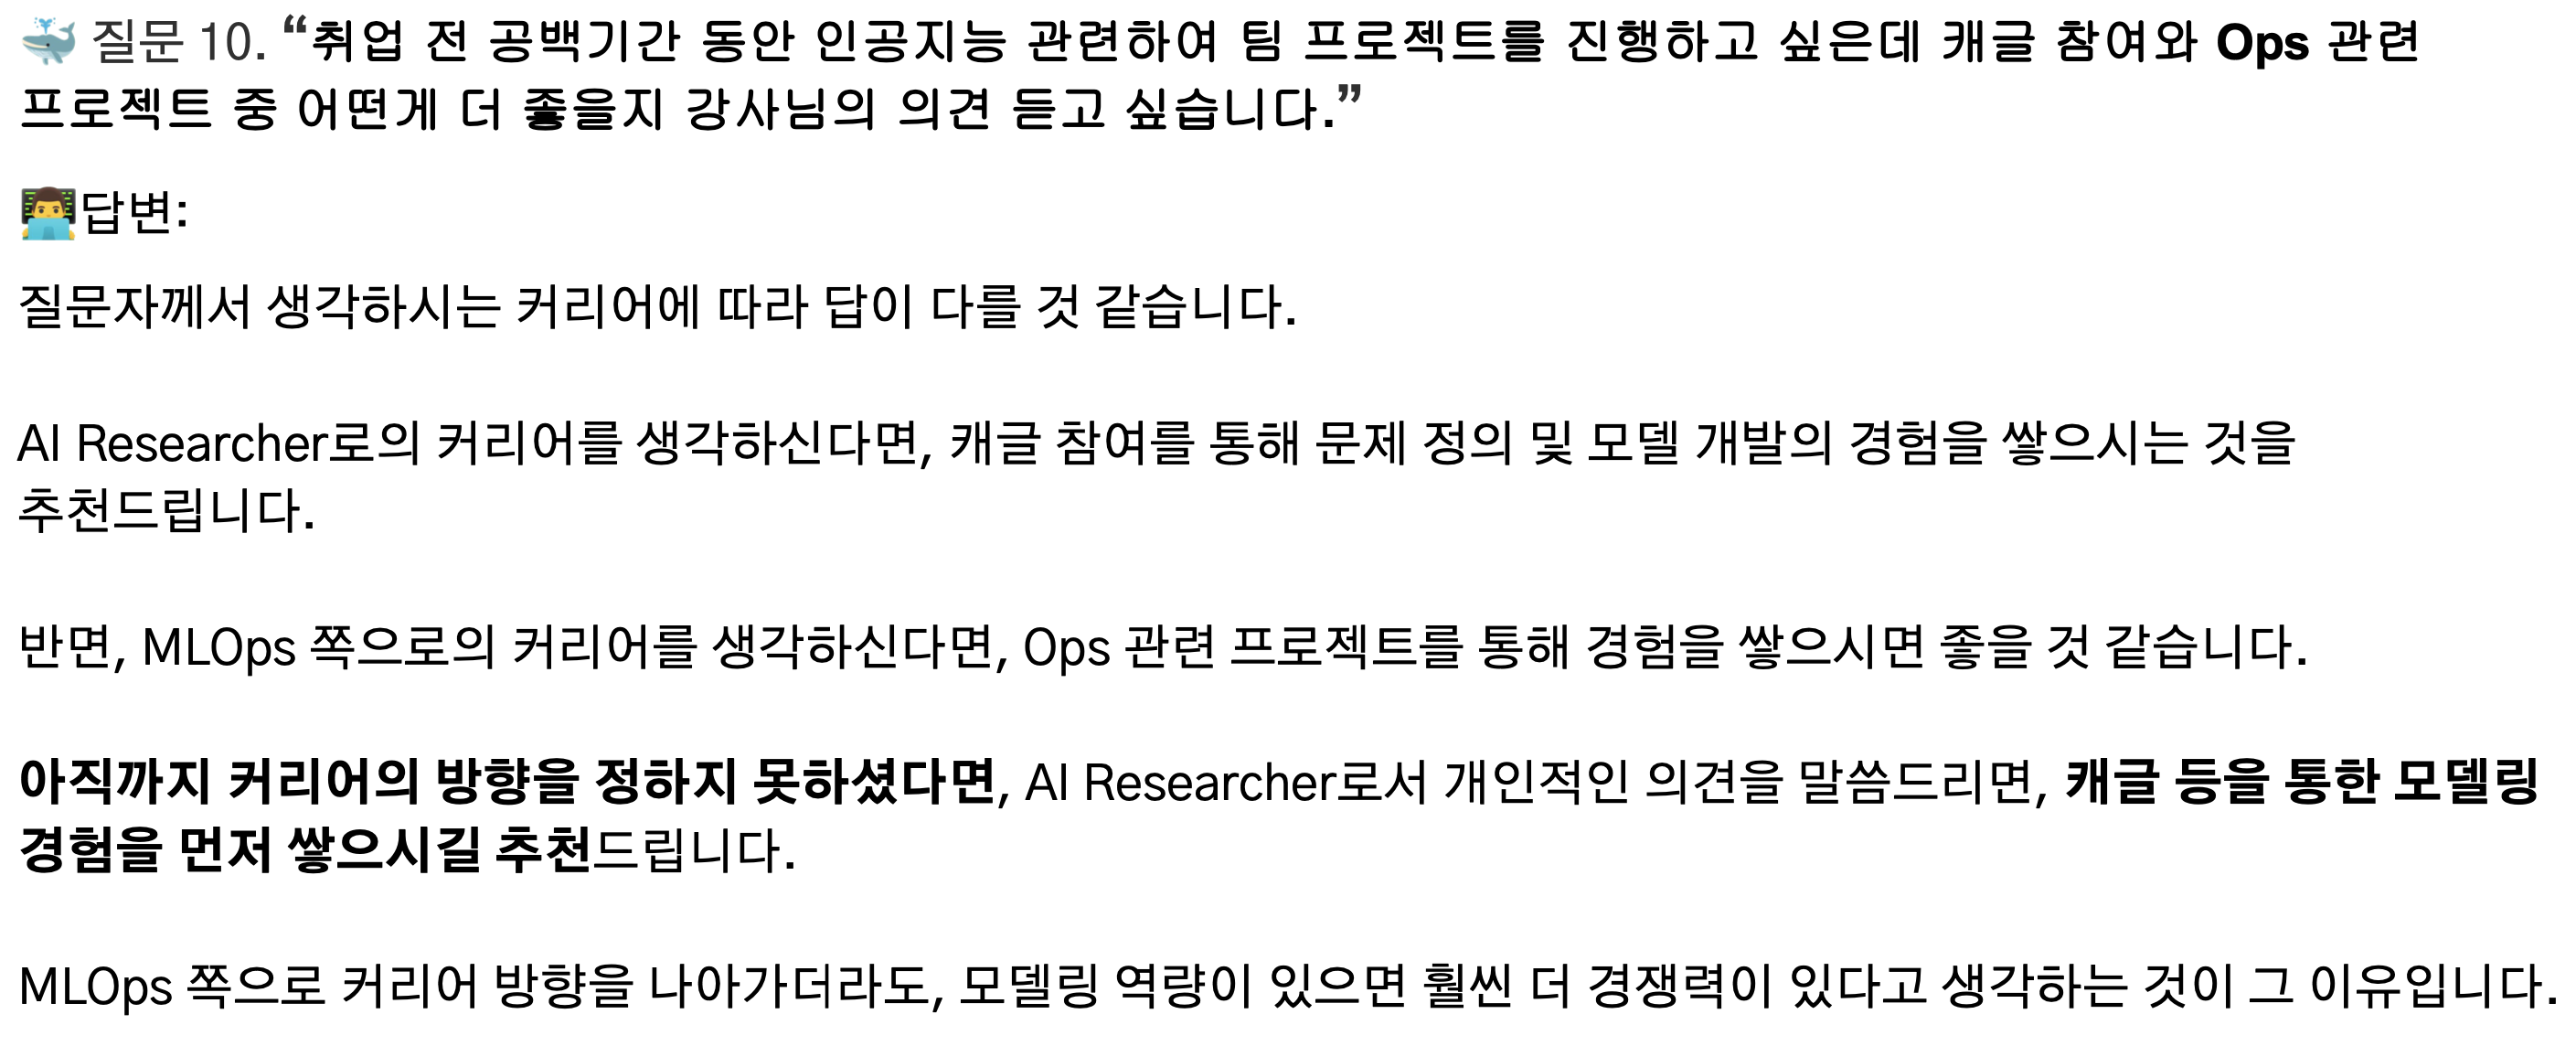 🐳 질문 10. “취업 전 공백기간 동안 인공지능 관련하여 팀 프로젝트를 진행하고 싶은데 캐글 참여와 Ops 관련
프로젝트 중 어떤게 더 좋을지 강사님의 의견 듣고 싶습니다.”
👨‍💻답변:
질문자께서 생각하시는 커리어에 따라 답이 다를 것 같습니다.
AI Researcher로의 커리어를 생각하신다면, 캐글 참여를 통해 문제 정의 및 모델 개발의 경험을 쌓으시는 것을
추천드립니다.
반면, MLOps 쪽으로의 커리어를 생각하신다면, Ops 관련 프로젝트를 통해 경험을 쌓으시면 좋을 것 같습니다.
아직까지 커리어의 방향을 정하지 못하셨다면, AI Researcher로서 개인적인 의견을 말씀드리면, 캐글 등을 통한 모델링
경험을 먼저 쌓으시길 추천드립니다.
MLOps 쪽으로 커리어 방향을 나아가더라도, 모델링 역량이 있으면 훨씬 더 경쟁력이 있다고 생각하는 것이 그 이유입니다.